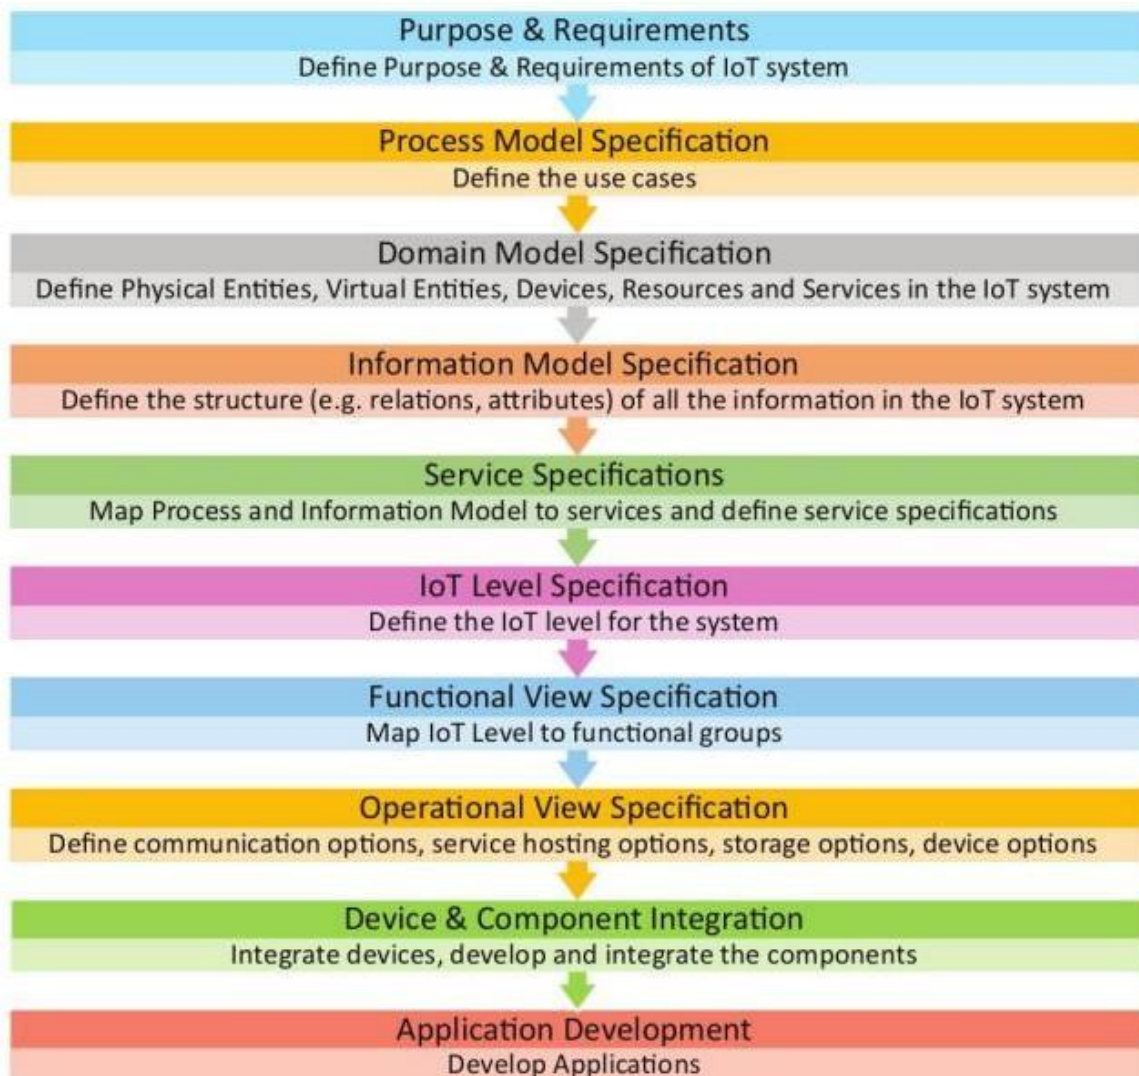 Purpose & Requirements
Define Purpose & Requirements of IoT system
Process Model Specification
Define the use cases
Domain Model Specification
Define Physical Entities, Virtual Entities, Devices, Resources and Services in the IoT system
Information Model Specification
Define the structure (e.g. relations, attributes) of all the information in the IoT system
Service Specifications
Map Process and Information Model to services and define service specifications
IoT Level Specification
Define the IoT level for the system
Functional View Specification
Map IoT Level to functional groups
Operational View Specification
Define communication options, service hosting options, storage options, device options
Device & Component Integration
Integrate devices, develop and integrate the components
Application Development
Develop Applications